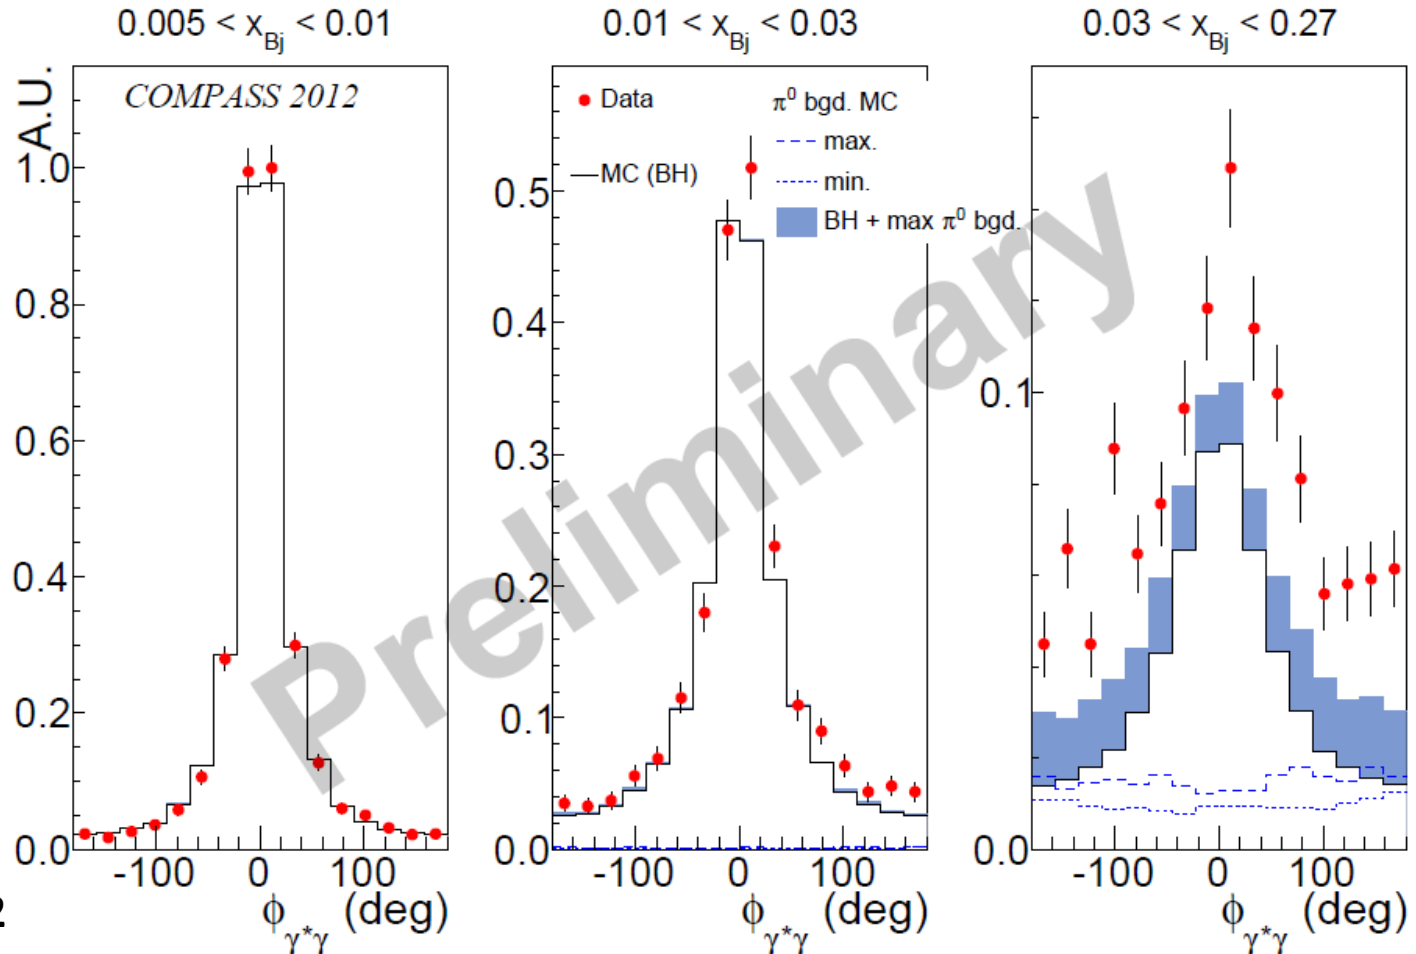 0.005 < x_Bj < 0.01
0.01 < x_Bj < 0.03
0.03 < x_Bj < 0.27
A.U.
COMPASS 2012
Data
MC (BH)
π⁰ bgd. MC
max.
min.
BH + max π⁰ bgd.
Preliminary
1.0
0.8
0.6
0.4
0.2
0.0
-100 0 100
ϕ_γ*γ (deg)
0.5
0.4
0.3
0.2
0.1
0.0
-100 0 100
ϕ_γ*γ (deg)
0.1
0.0
-100 0 100
ϕ_γ*γ (deg)
2